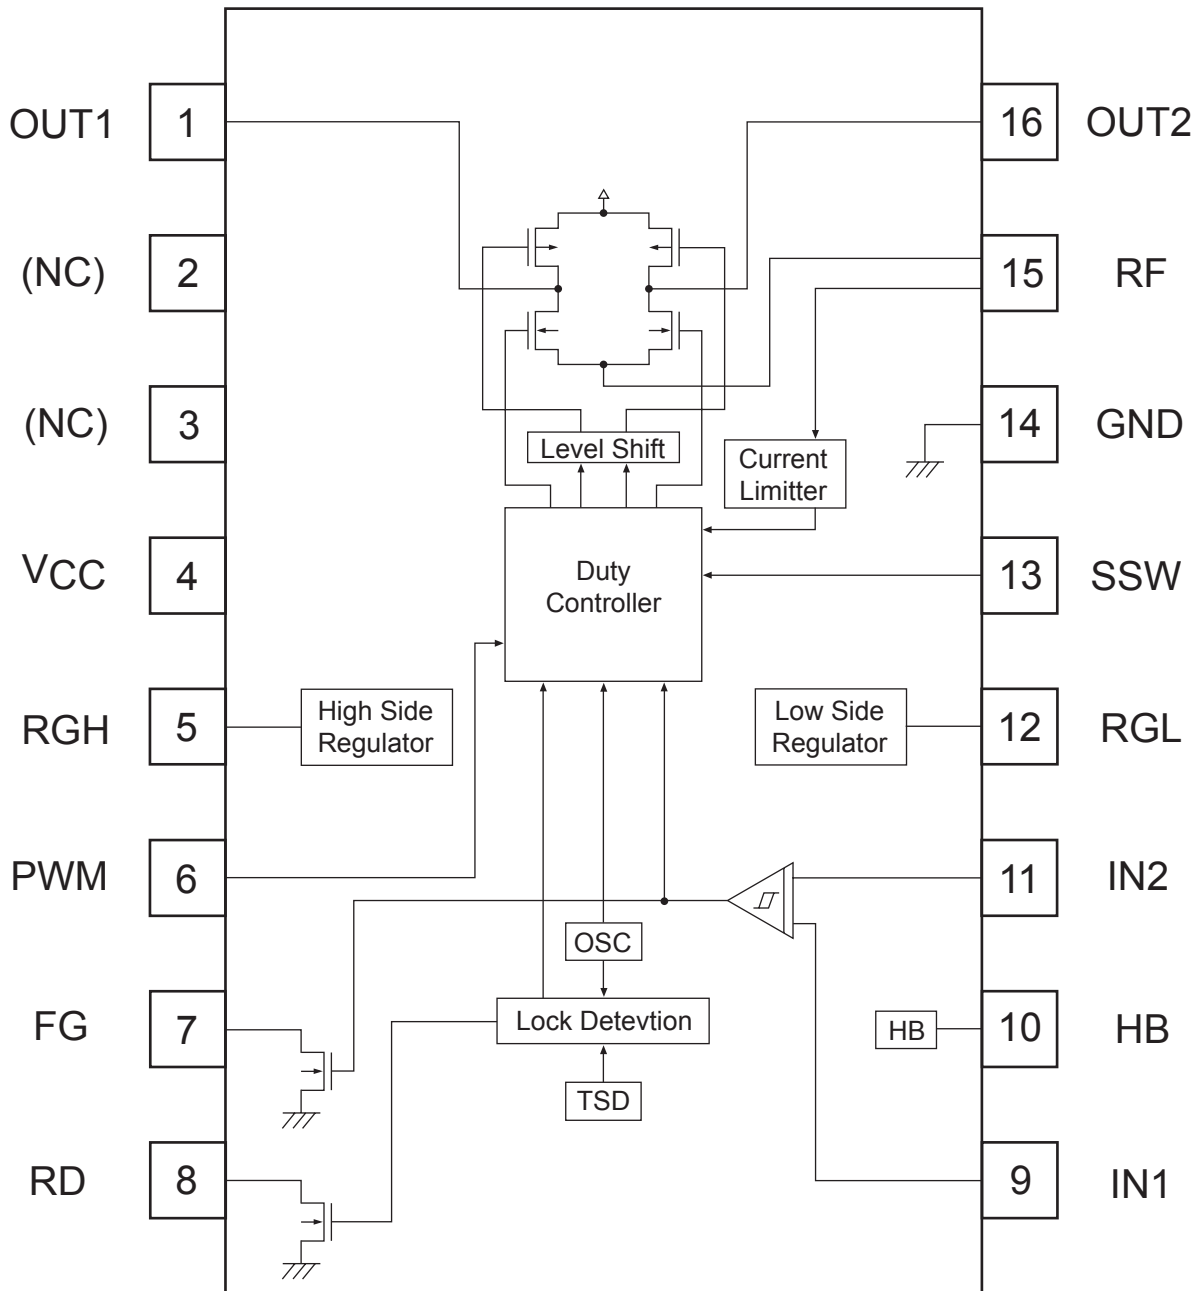 OUT1 1
16 OUT2
(NC) 2
15 RF
(NC) 3
14 GND
Level Shift
Current
Limitter
VCC 4
Duty
Controller
13 SSW
RGH 5
High Side
Regulator
Low Side
Regulator
12 RGL
PWM 6
11 IN2
OSC
FG 7
Lock Detevtion
HB
10 HB
TSD
RD 8
9 IN1